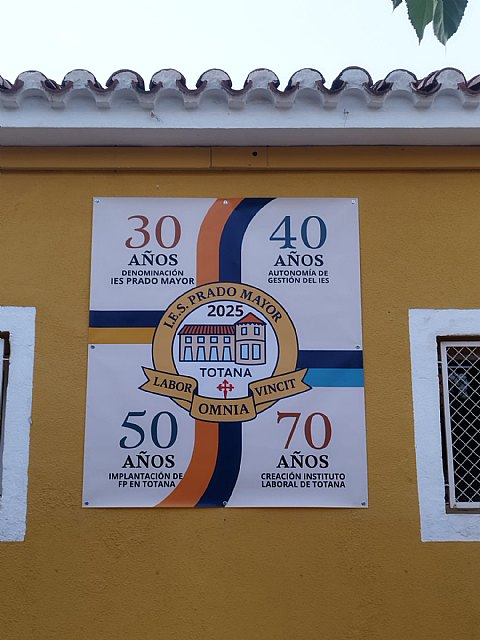 30
AÑOS
DENOMINACIÓN
IES PRADO MAYOR
40
AÑOS
AUTONOMÍA DE
GESTIÓN DEL IES
I.E.S. PRADO MAYOR
2025
TOTANA
LABOR OMNIA VINCIT
50
AÑOS
IMPLANTACIÓN DE
FP EN TOTANA
70
AÑOS
CREACIÓN INSTITUTO
LABORAL DE TOTANA